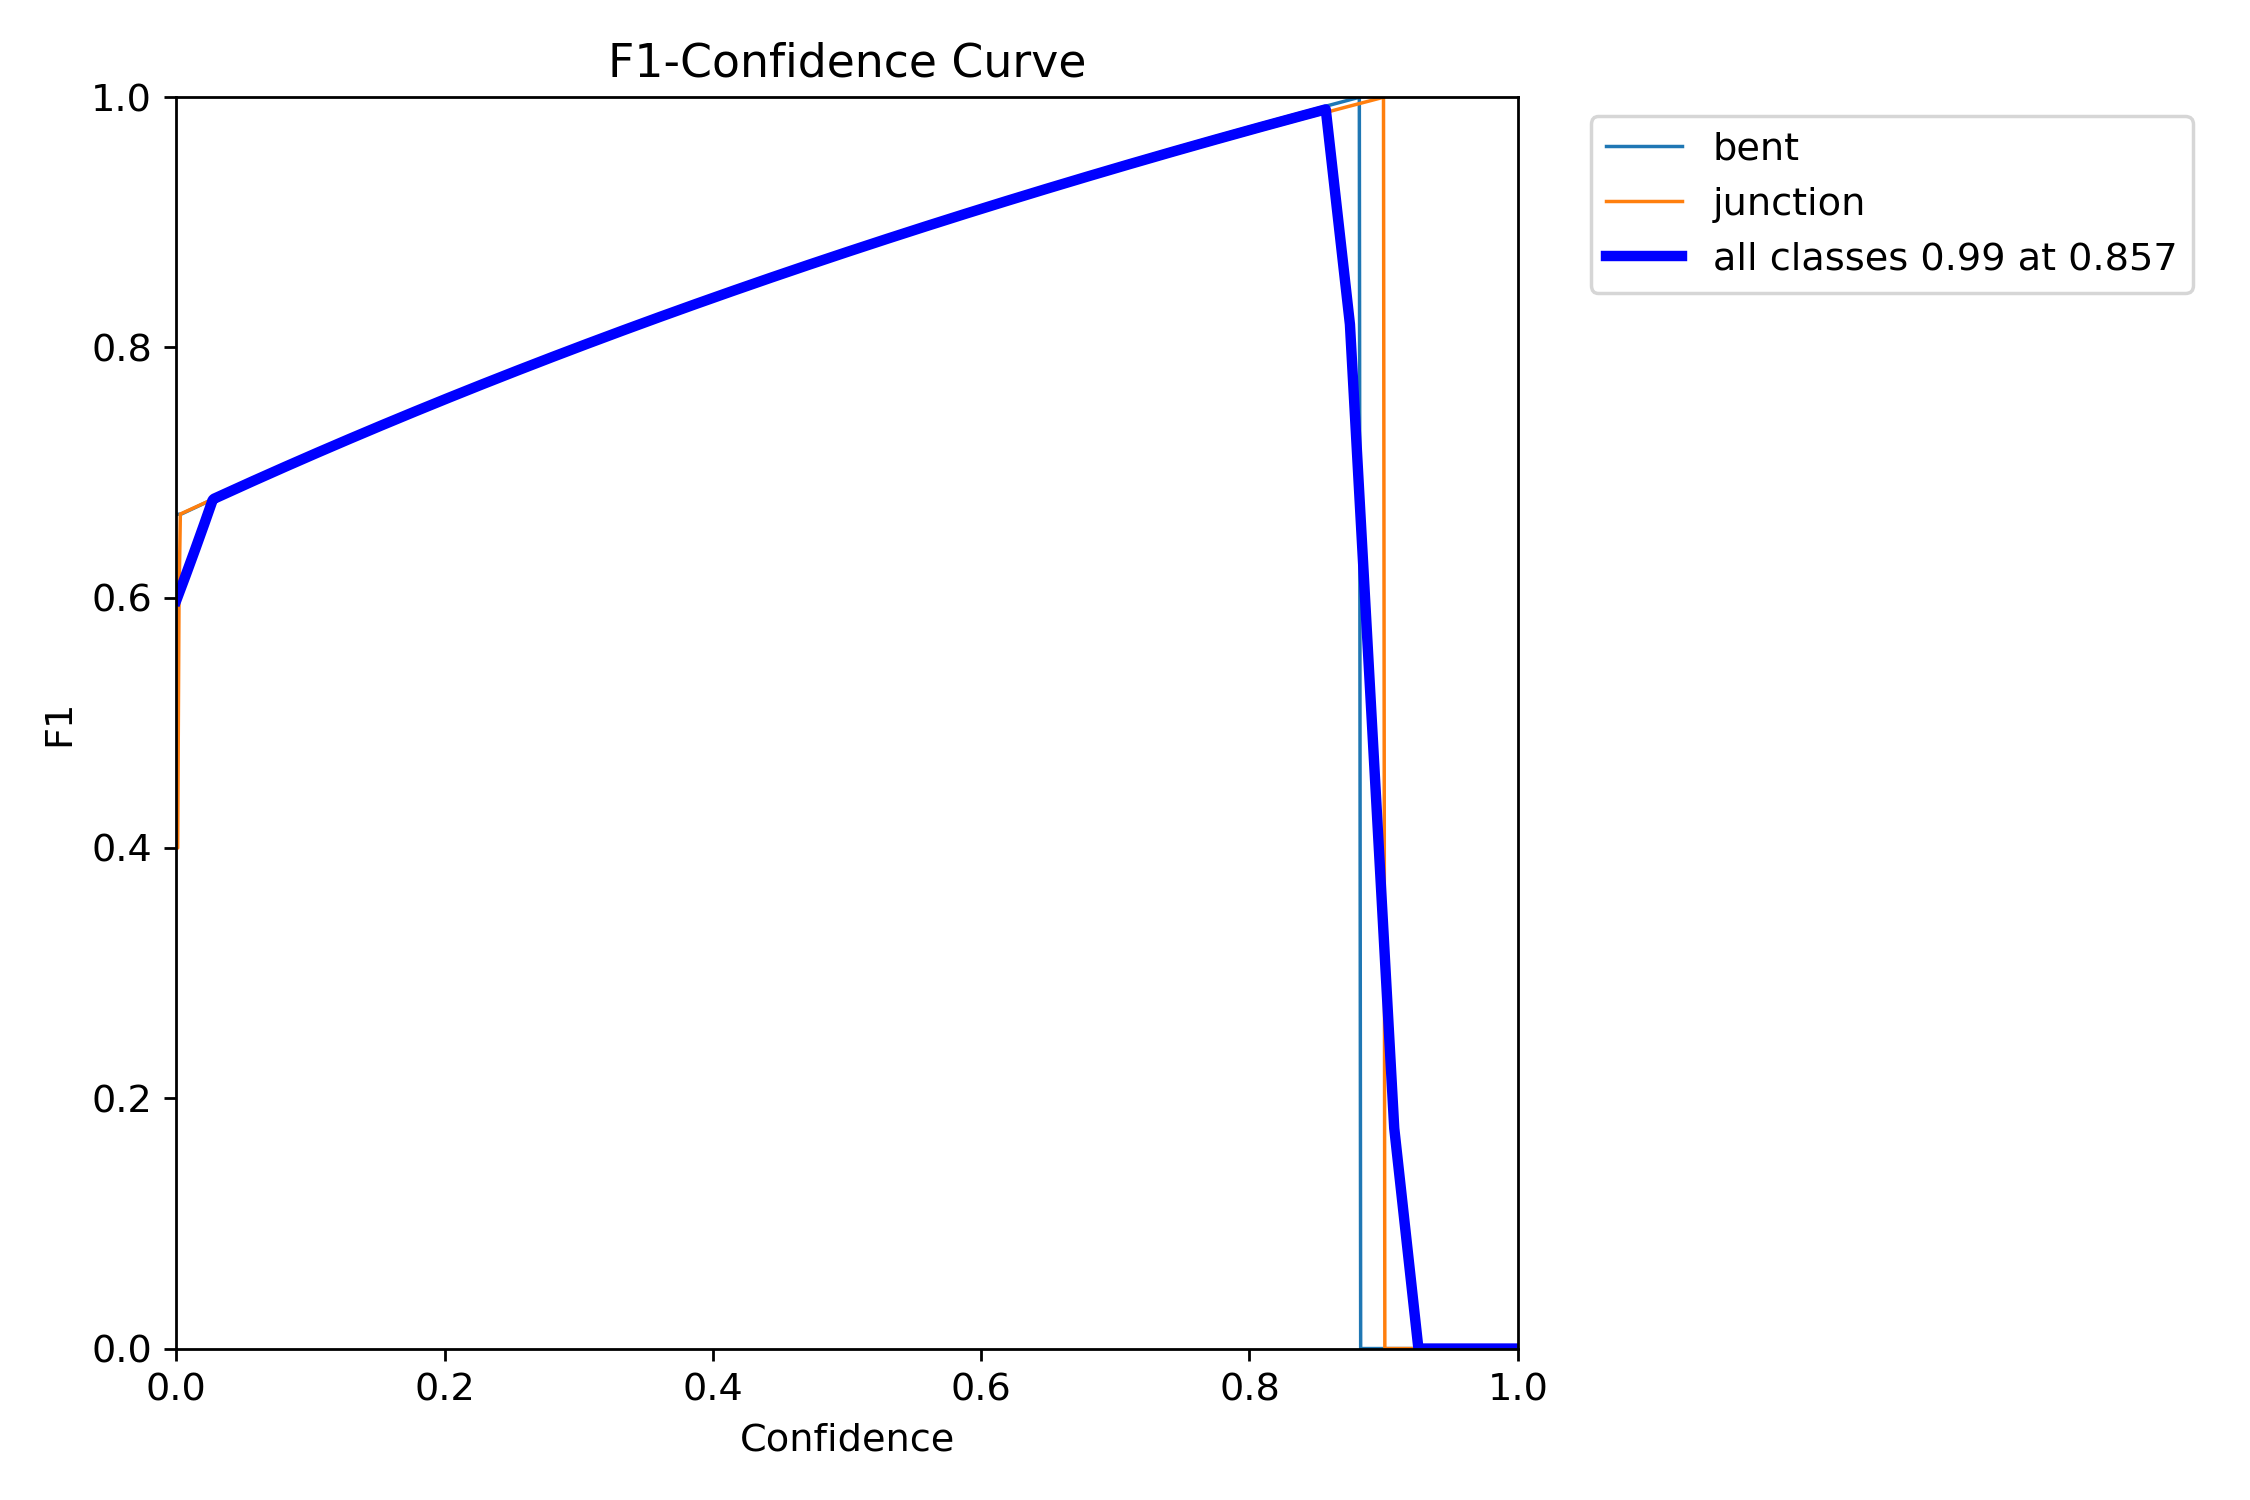 F1-Confidence Curve
1.0
0.8
0.6
0.4
0.2
0.0
F1
0.0 0.2 0.4 0.6 0.8 1.0
Confidence
bent
junction
all classes 0.99 at 0.857